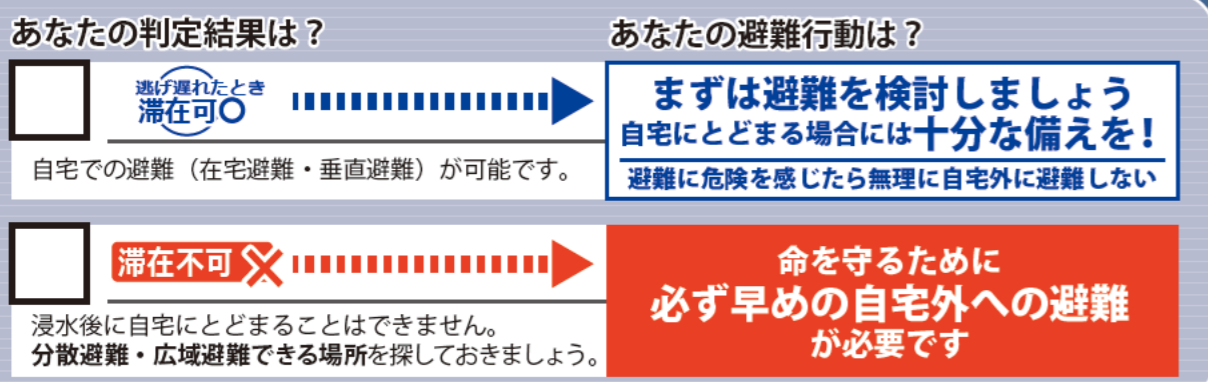 あなたの判定結果は？
あなたの避難行動は？
逃げ遅れたとき
滞在可〇
自宅での避難（在宅避難・垂直避難）が可能です。
まずは避難を検討しましょう
自宅にとどまる場合には十分な備えを！
避難に危険を感じたら無理に自宅外に避難しない
滞在不可
浸水後に自宅にとどまることはできません。
分散避難・広域避難できる場所を探しておきましょう。
命を守るために
必ず早めの自宅外への避難
が必要です